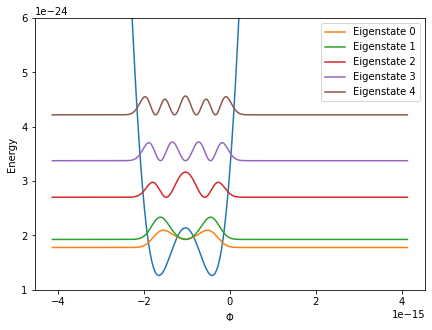 1e−24
6
5
4
3
2
1
Energy
Eigenstate 0
Eigenstate 1
Eigenstate 2
Eigenstate 3
Eigenstate 4
−4
−2
0
2
4
1e−15
Φ